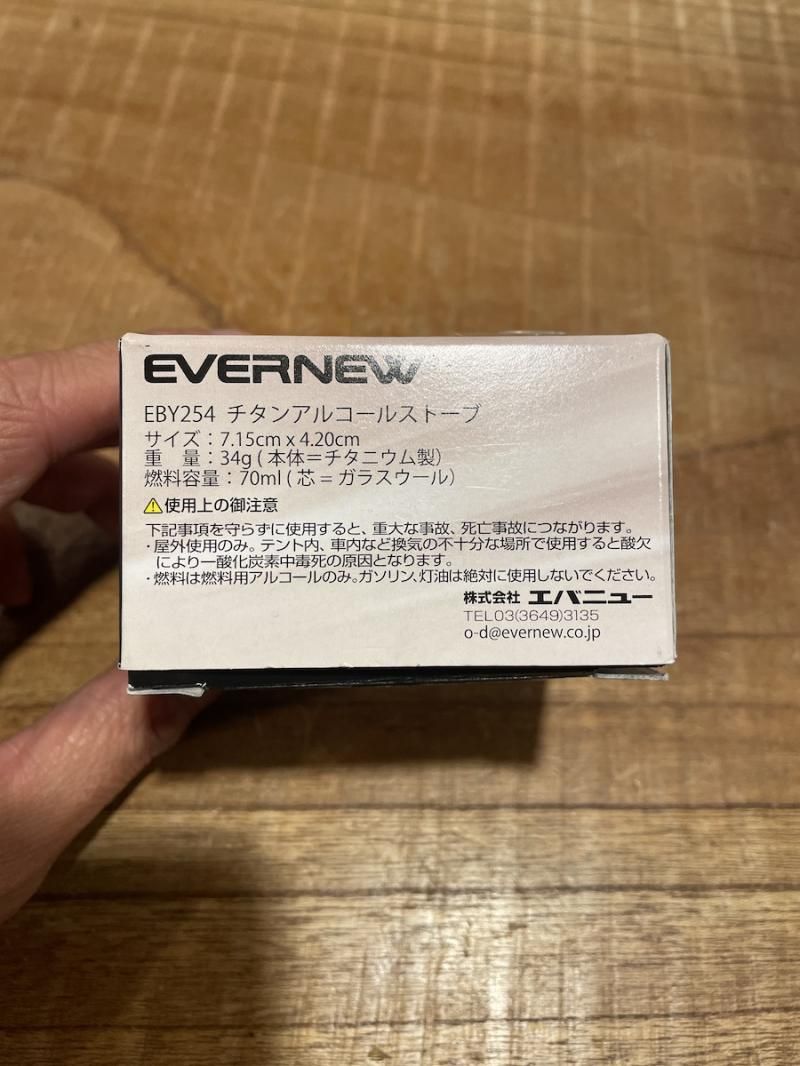 EVERNEW
EBY254 チタンアルコールストーブ
サイズ：7.15cm x 4.20cm
重　量：34g ( 本体＝チタニウム製）
燃料容量：70ml ( 芯 = ガラスウール）
⚠使用上の御注意
下記事項を守らずに使用すると、重大な事故、死亡事故につながります。
・屋外使用のみ。テント内、車内など換気の不十分な場所で使用すると酸欠
により一酸化炭素中毒死の原因となります。
・燃料は燃料用アルコールのみ。ガソリン、灯油は絶対に使用しないでください。
株式会社 エバニュー
TEL03(3649)3135
o-d@evernew.co.jp